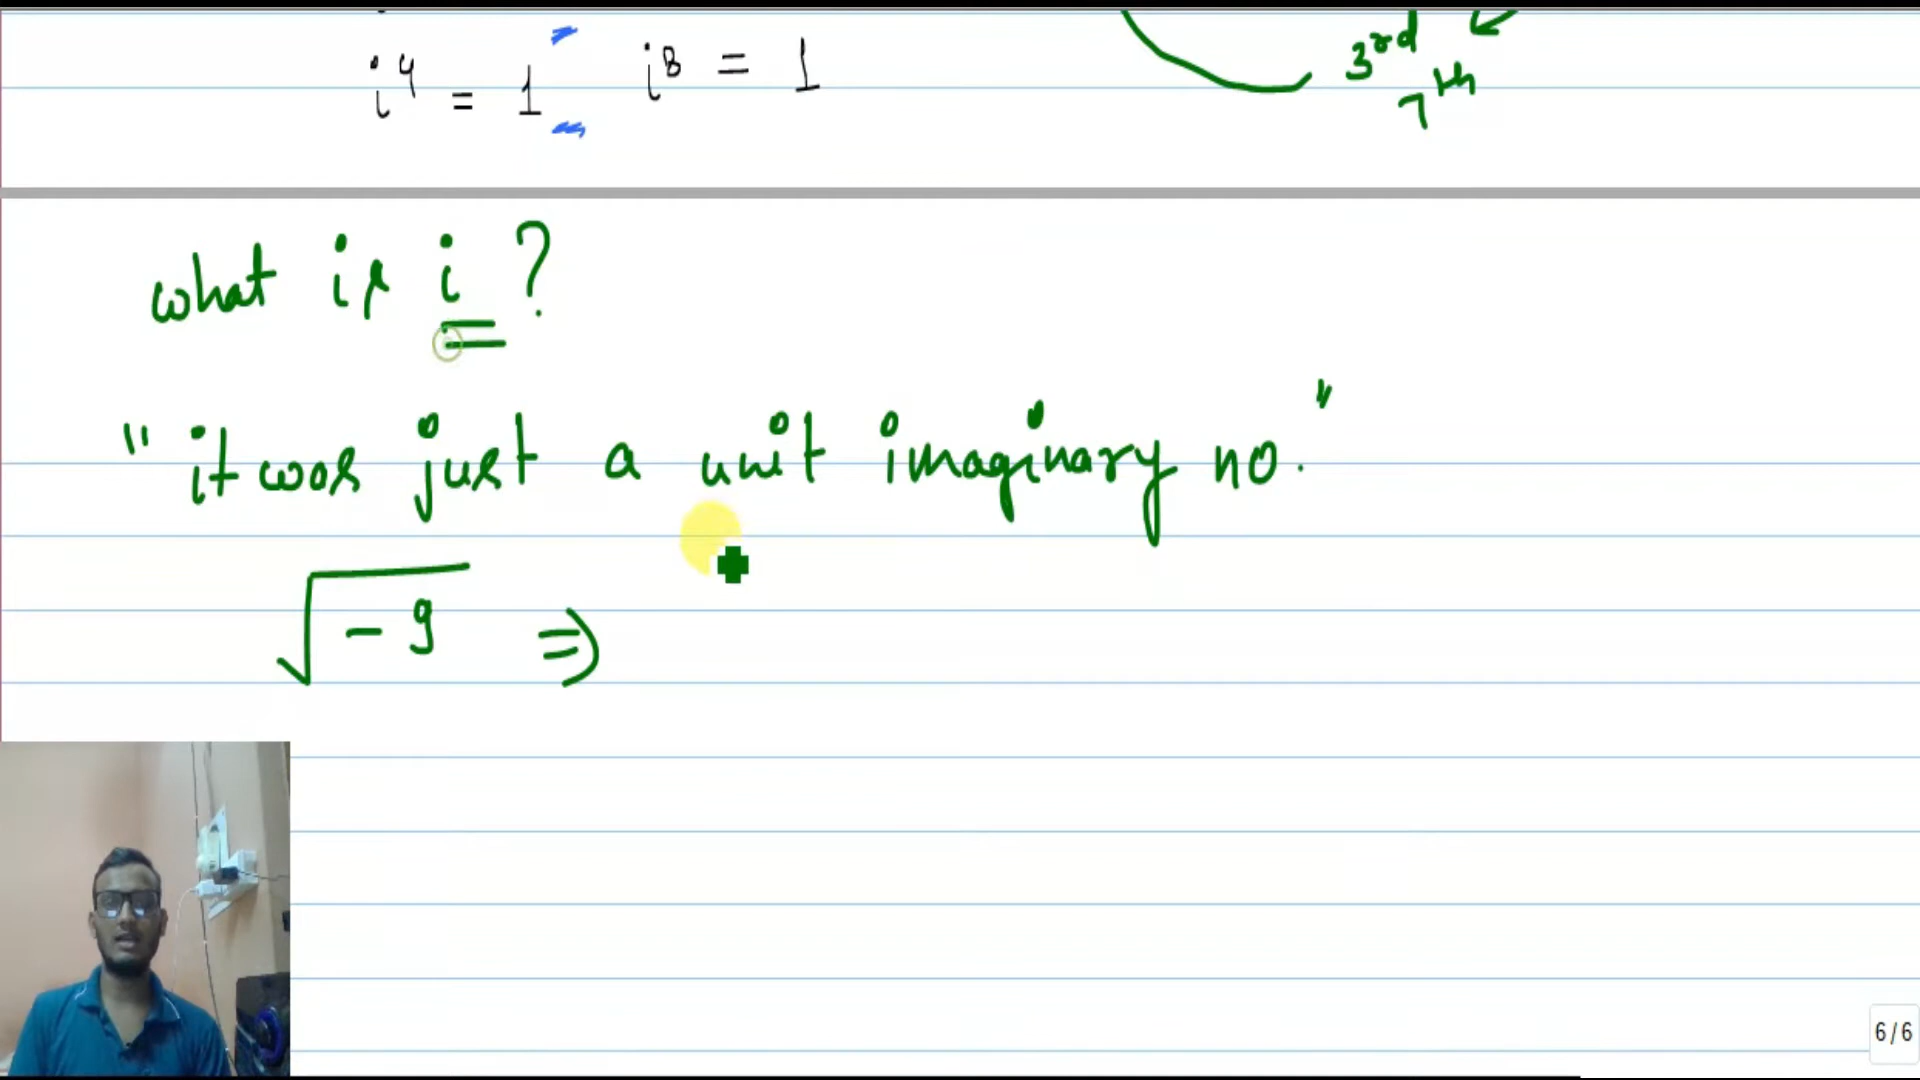 i⁴ = 1 i⁸ = 1
3rd
7th
what is i ?
" it was just a unit imaginary no. "
√-9 ⇒
6/6